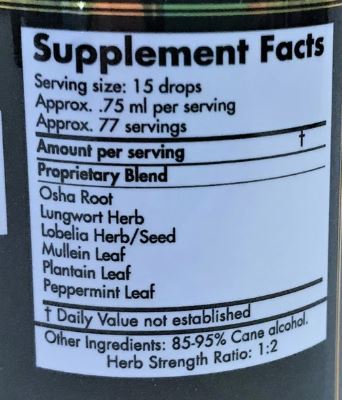 Supplement Facts
Serving size: 15 drops
Approx. .75 ml per serving
Approx. 77 servings
†
Amount per serving
Proprietary Blend
Osha Root
Lungwort Herb
Lobelia Herb/Seed
Mullein Leaf
Plantain Leaf
Peppermint Leaf
† Daily Value not established
Other Ingredients: 85-95% Cane alcohol.
Herb Strength Ratio: 1:2